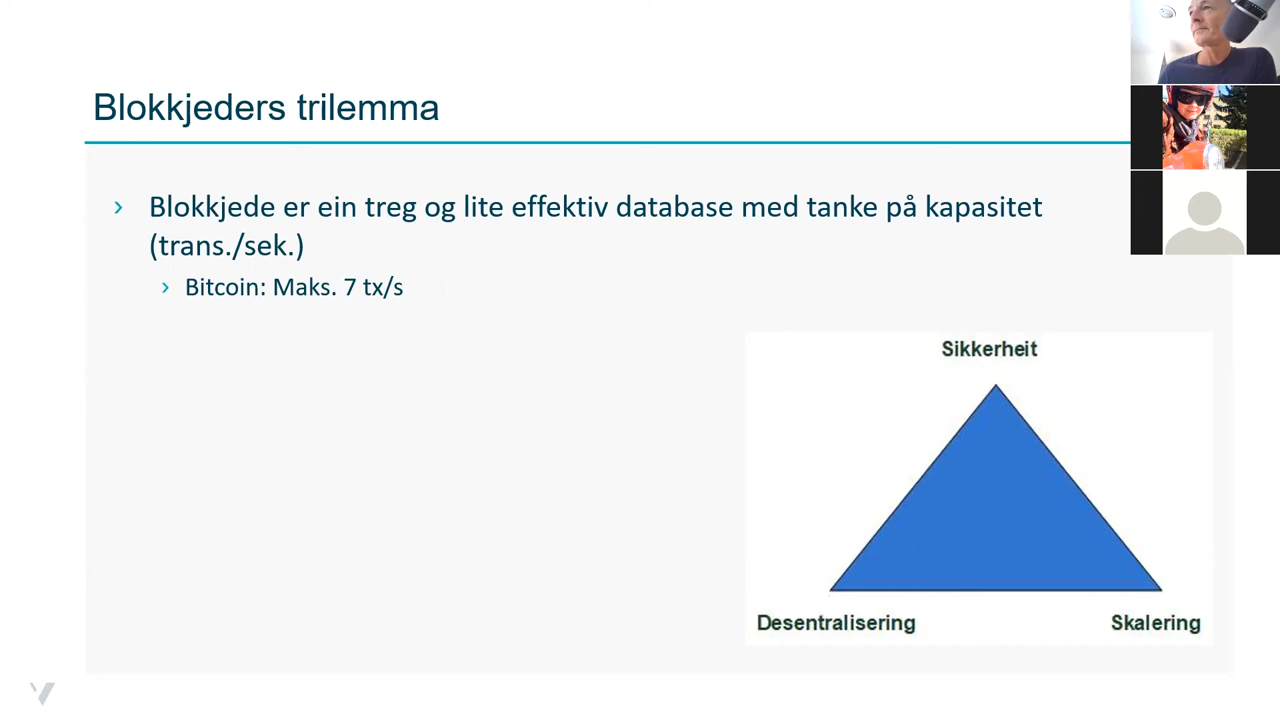 Blokkjeders trilemma
› Blokkjede er ein treg og lite effektiv database med tanke på kapasitet
(trans./sek.)
› Bitcoin: Maks. 7 tx/s
Sikkerheit
Desentralisering
Skalering